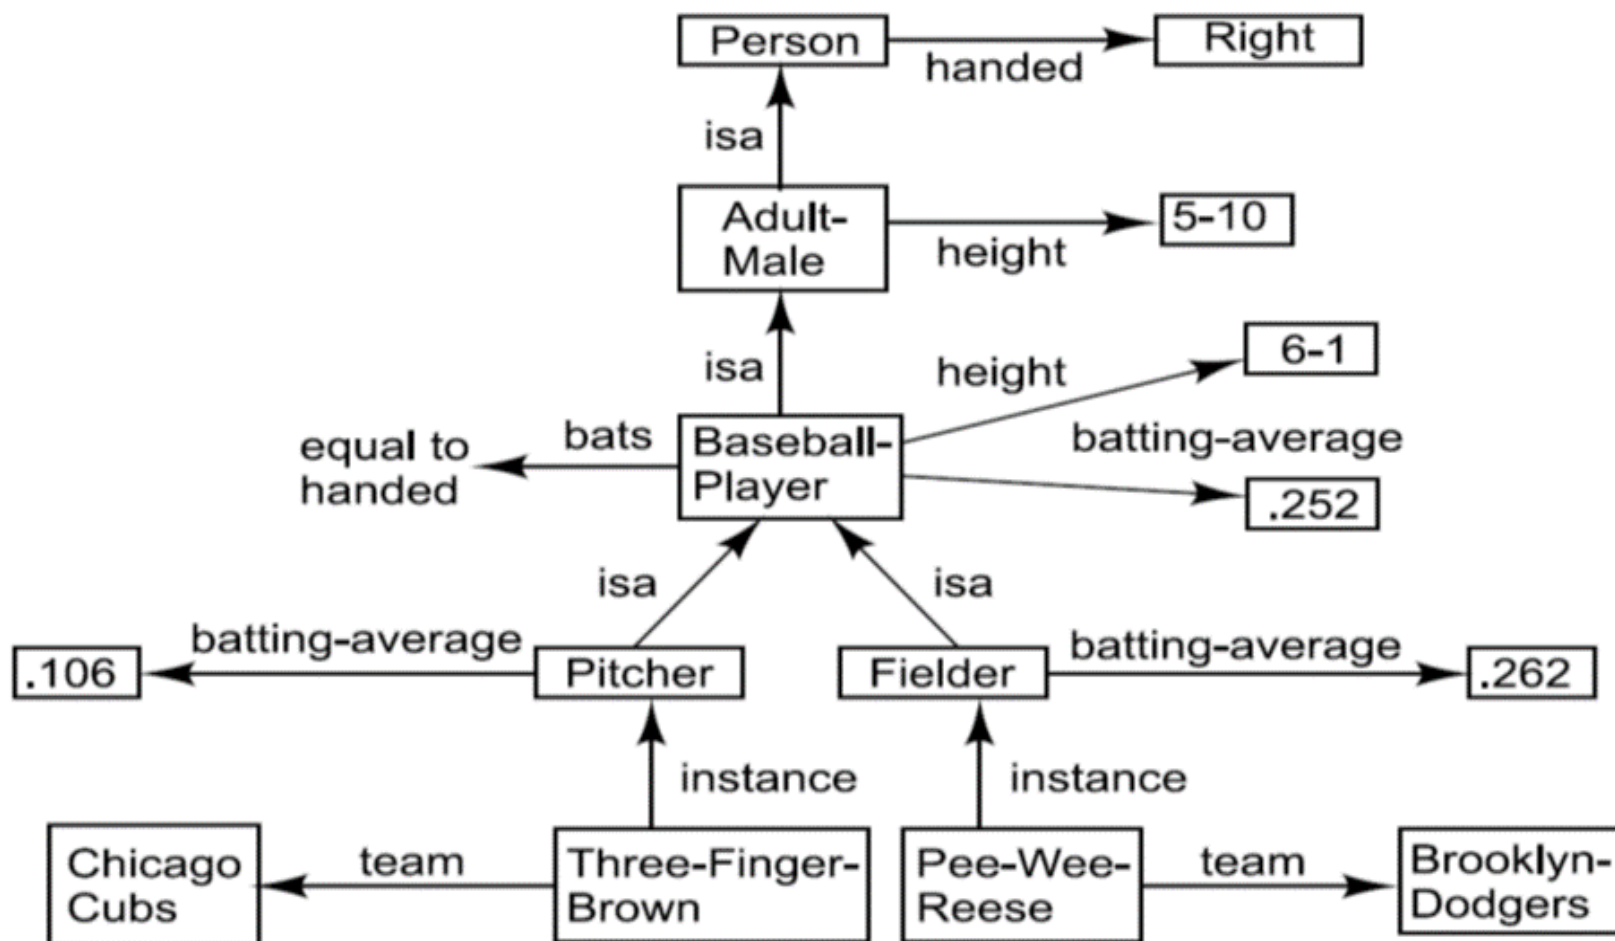 Person
Right
handed
isa
Adult-
Male
5-10
height
isa
height
6-1
equal to
handed
bats
Baseball-
Player
batting-average
.252
isa
isa
.106
batting-average
Pitcher
Fielder
batting-average
.262
instance
instance
Chicago
Cubs
team
Three-Finger-
Brown
Pee-Wee-
Reese
team
Brooklyn-
Dodgers